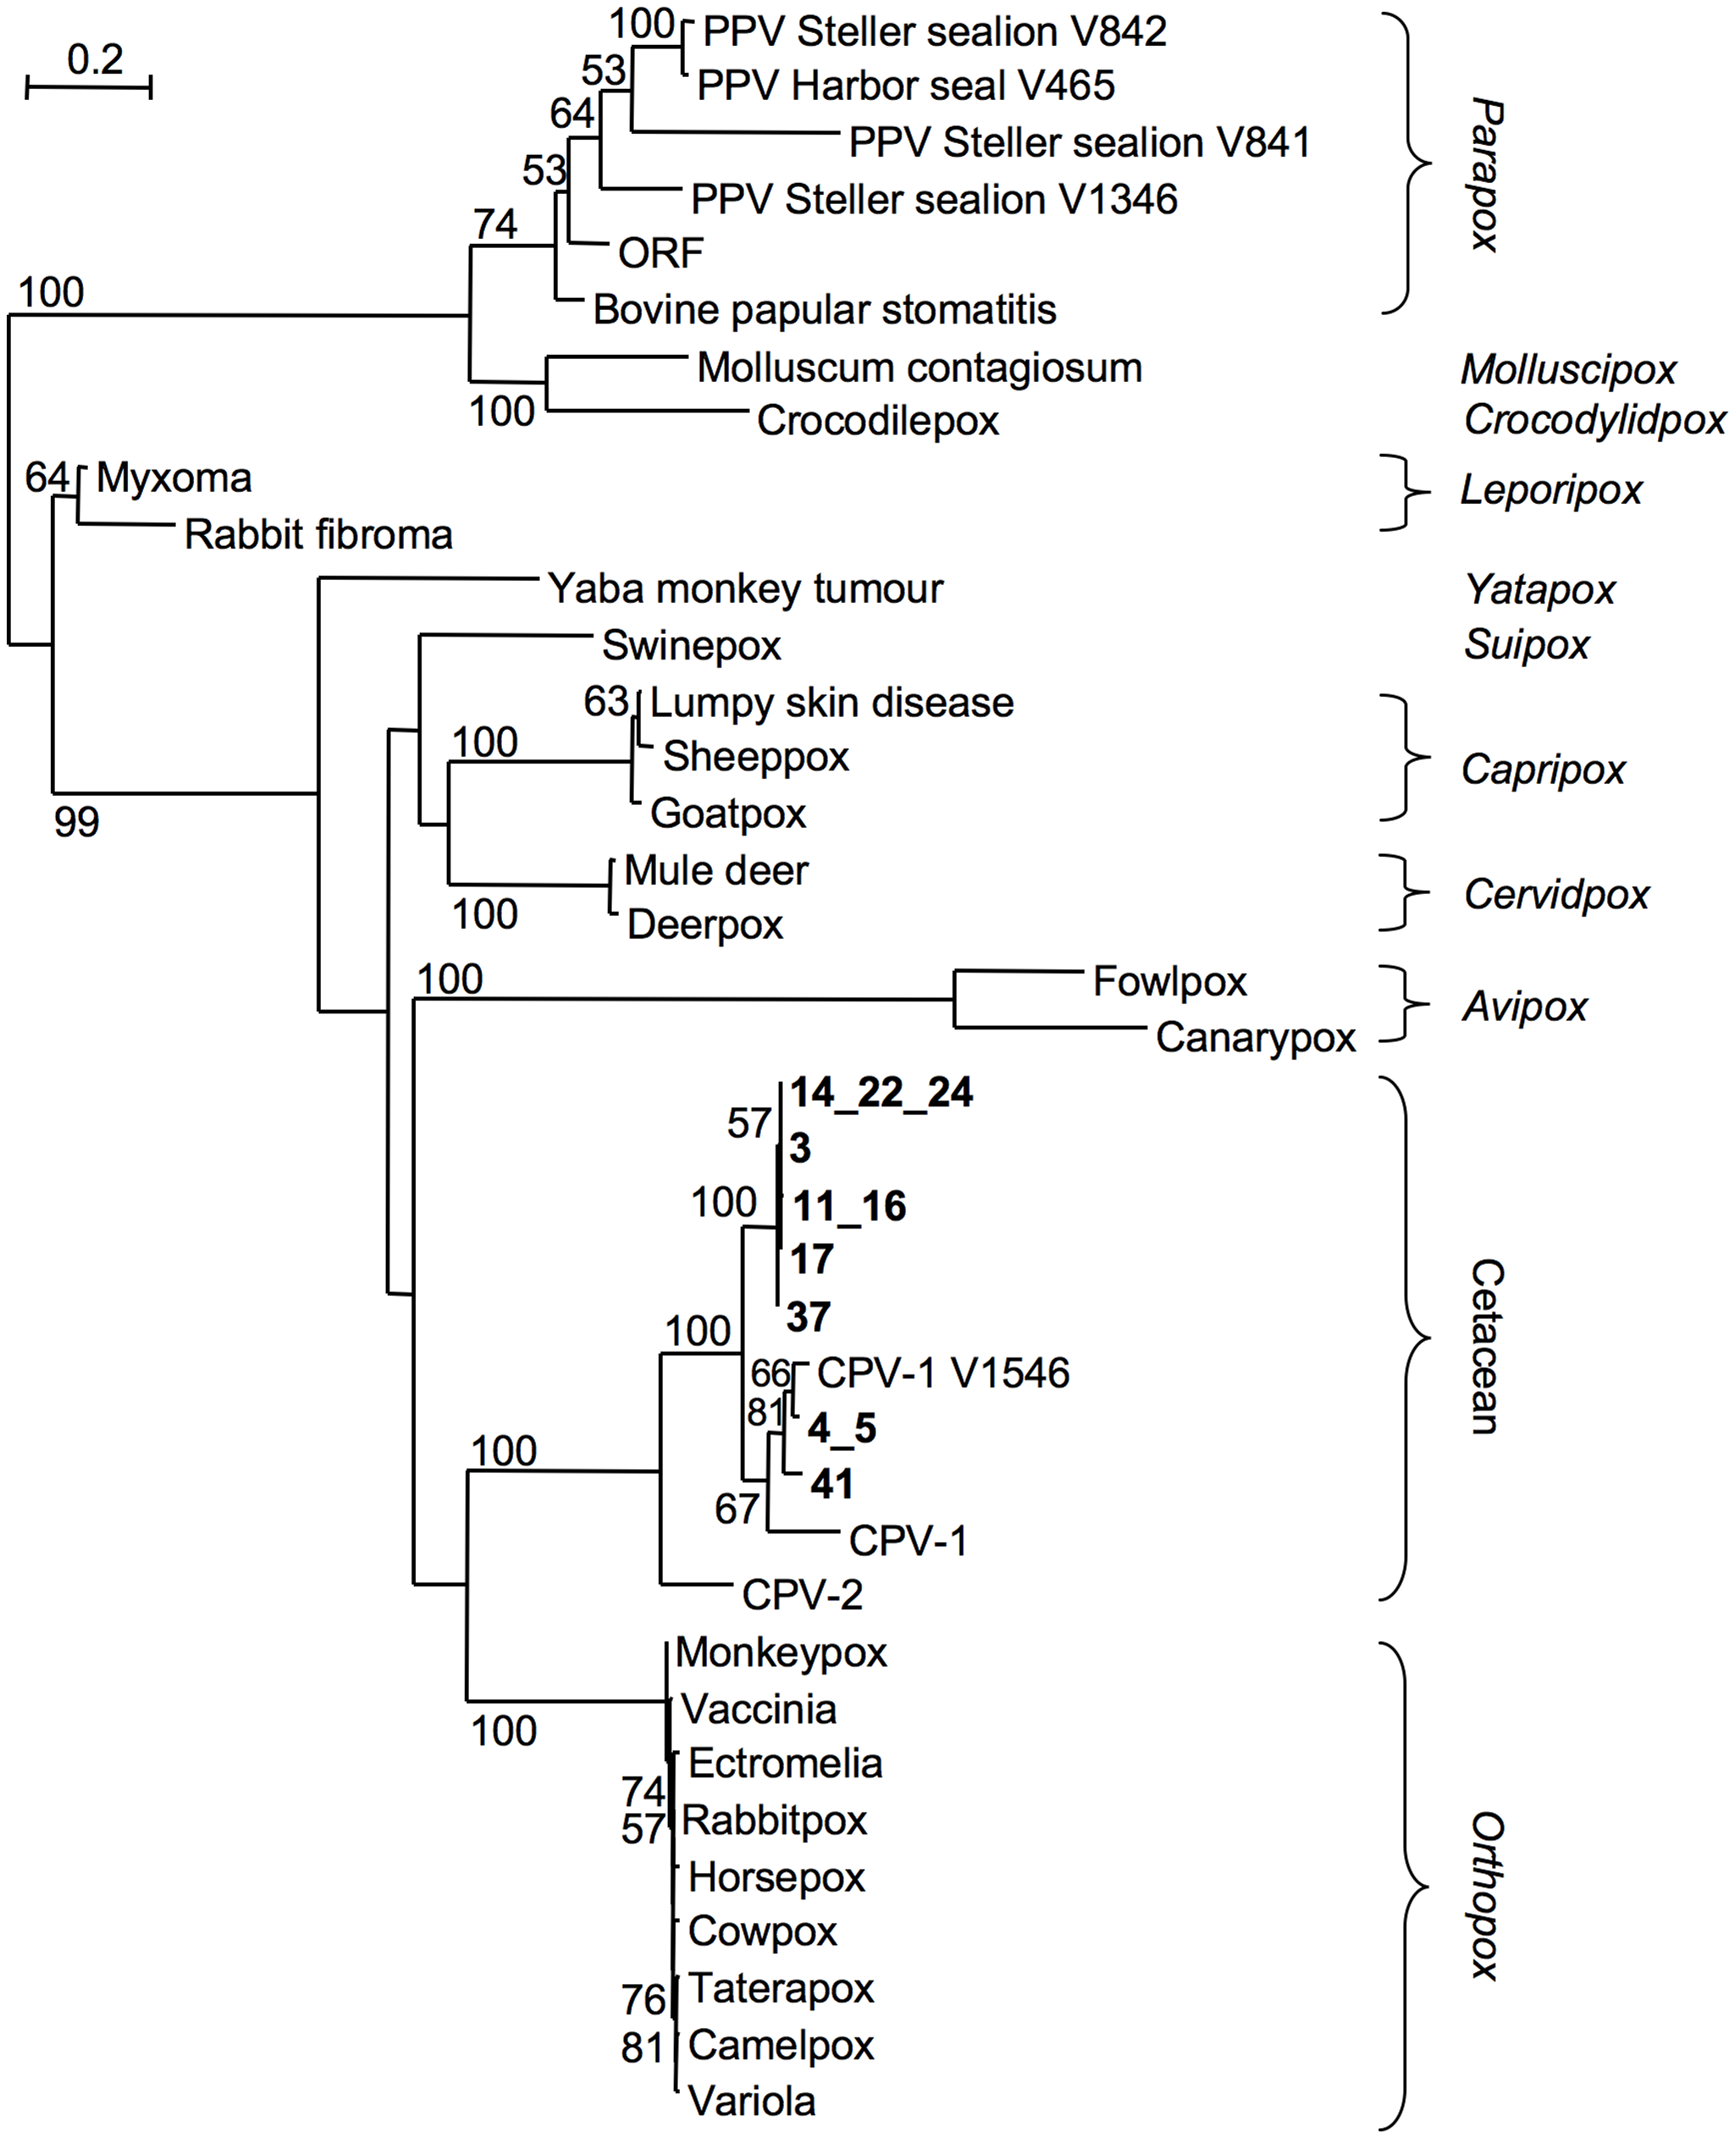 100
PPV Steller sealion V842
0.2
53
PPV Harbor seal V465
64
PPV Steller sealion V841
Parapox
53
PPV Steller sealion V1346
74
ORF
100
Bovine papular stomatitis
Molluscum contagiosum
Molluscipox
100
Crocodilepox
Crocodylidpox
64
Myxoma
Leporipox
Rabbit fibroma
Yaba monkey tumour
Yatapox
Swinepox
Suipox
63
Lumpy skin disease
100
Sheeppox
Capripox
99
Goatpox
Mule deer
Cervidpox
100
Deerpox
100
Fowlpox
Avipox
Canarypox
14_22_24
57
3
100
11_16
17
37
Cetacean
100
66
CPV-1 V1546
81
4_5
100
41
67
CPV-1
CPV-2
Monkeypox
Vaccinia
100
Ectromelia
74
Rabbitpox
57
Horsepox
Orthopox
Cowpox
Taterapox
76
Camelpox
81
Variola